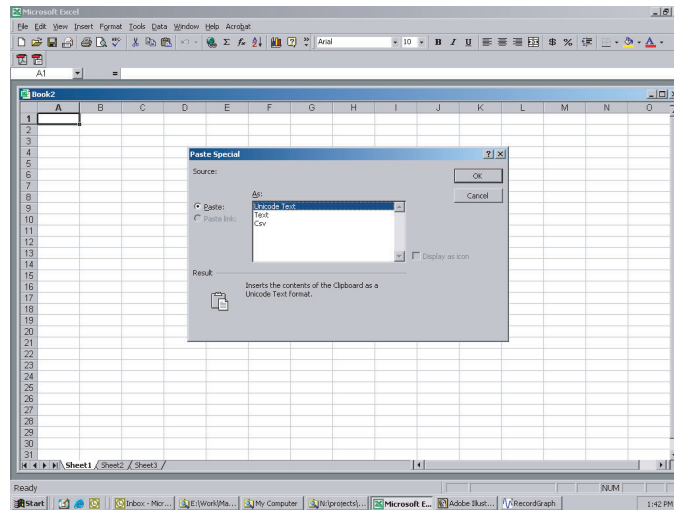 Microsoft Excel
File Edit View Insert Format Tools Data Window Help Acrobat
Arial 10 B I U $ %
A1 =
Book2
A B C D E F G H I J K L M N O
1
2
3
4
5
6
7
8
9
10
11
12
13
14
15
16
17
18
19
20
21
22
23
24
25
26
27
28
29
30
31
Paste Special
Source:
OK
As:
Cancel
Paste:
Unicode Text
Paste link:
Text
Csv
Display as icon
Result
Inserts the contents of the Clipboard as a
Unicode Text format.
Sheet1 Sheet2 Sheet3
Ready NUM
Start Inbox - Micr... E:\Work\Ma... My Computer N:\projects\... Microsoft E... Adobe Illust... RecordGraph 1:42 PM